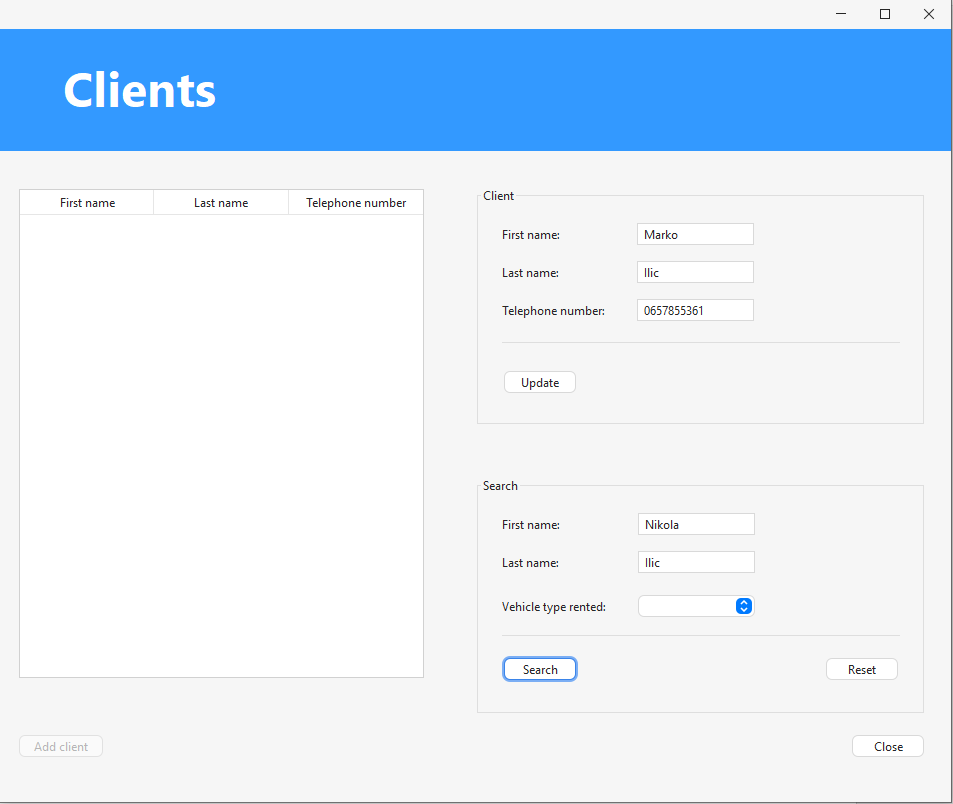 Clients
First name Last name Telephone number
Client
First name: Marko
Last name: Ilic
Telephone number: 0657855361
Update
Search
First name: Nikola
Last name: Ilic
Vehicle type rented:
Search Reset
Add client Close